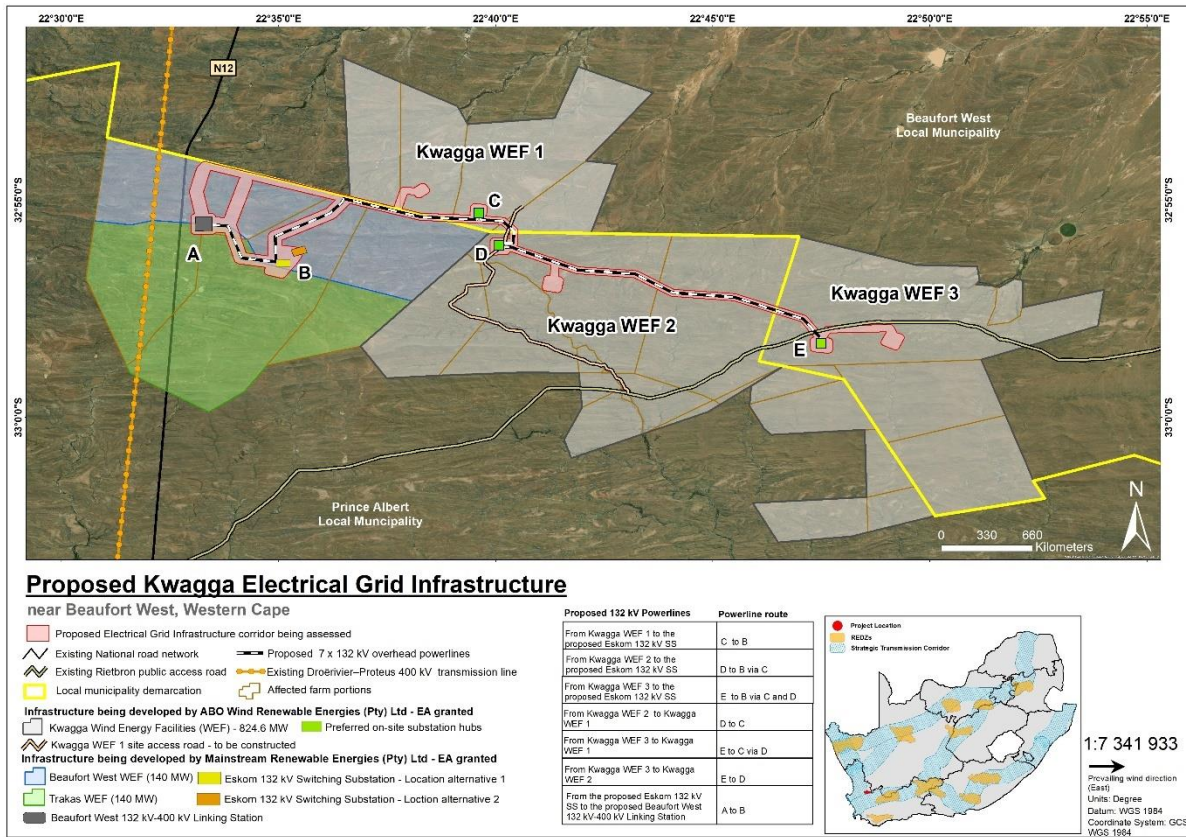 22°30'0"E 22°35'0"E 22°40'0"E 22°45'0"E 22°50'0"E 22°55'0"E
N12
Beaufort West
Local Muncipality
Kwagga WEF 1
32°55'0"S
32°55'0"S
C
A
D
B
Kwagga WEF 3
Kwagga WEF 2
E
33°0'0"S
33°0'0"S
Prince Albert
Local Muncipality
N
0 330 660
Kilometers
Proposed Kwagga Electrical Grid Infrastructure
near Beaufort West, Western Cape
Proposed Electrical Grid Infrastructure corridor being assessed
Existing National road network
Proposed 7 x 132 kV overhead powerlines
Existing Rietbron public access road
Existing Droërivier–Proteus 400 kV transmission line
Local municipality demarcation
Affected farm portions
Infrastructure being developed by ABO Wind Renewable Energies (Pty) Ltd - EA granted
Kwagga Wind Energy Facilities (WEF) - 824.6 MW
Preferred on-site substation hubs
Kwagga WEF 1 site access road - to be constructed
Infrastructure being developed by Mainstream Renewable Energies (Pty) Ltd - EA granted
Beaufort West WEF (140 MW)
Eskom 132 kV Switching Substation - Location alternative 1
Trakas WEF (140 MW)
Eskom 132 kV Switching Substation - Loction alternative 2
Beaufort West 132 kV-400 kV Linking Station
Proposed 132 kV Powerlines Powerline route
From Kwagga WEF 1 to the
proposed Eskom 132 kV SS
C to B
From Kwagga WEF 2 to the
proposed Eskom 132 kV SS
D to B via C
From Kwagga WEF 3 to the
proposed Eskom 132 kV SS
E to B via C and D
From Kwagga WEF 2 to Kwagga
WEF 1
D to C
From Kwagga WEF 3 to Kwagga
WEF 1
E to C via D
From Kwagga WEF 3 to Kwagga
WEF 2
E to D
From the proposed Eskom 132 kV
SS to the proposed Beaufort West
132 kV-400 kV Linking Station
A to B
Project Location
REDZs
Strategic Transmission Corridor
1:7 341 933
Prevailing wind direction
(East)
Units: Degree
Datum: WGS 1984
Coordinate System: GCS
WGS 1984